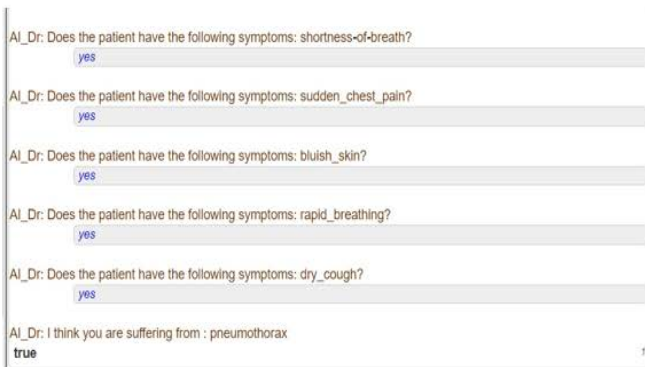 AI_Dr: Does the patient have the following symptoms: shortness-of-breath?
yes
AI_Dr: Does the patient have the following symptoms: sudden_chest_pain?
yes
AI_Dr: Does the patient have the following symptoms: bluish_skin?
yes
AI_Dr: Does the patient have the following symptoms: rapid_breathing?
yes
AI_Dr: Does the patient have the following symptoms: dry_cough?
yes
AI_Dr: I think you are suffering from : pneumothorax
true